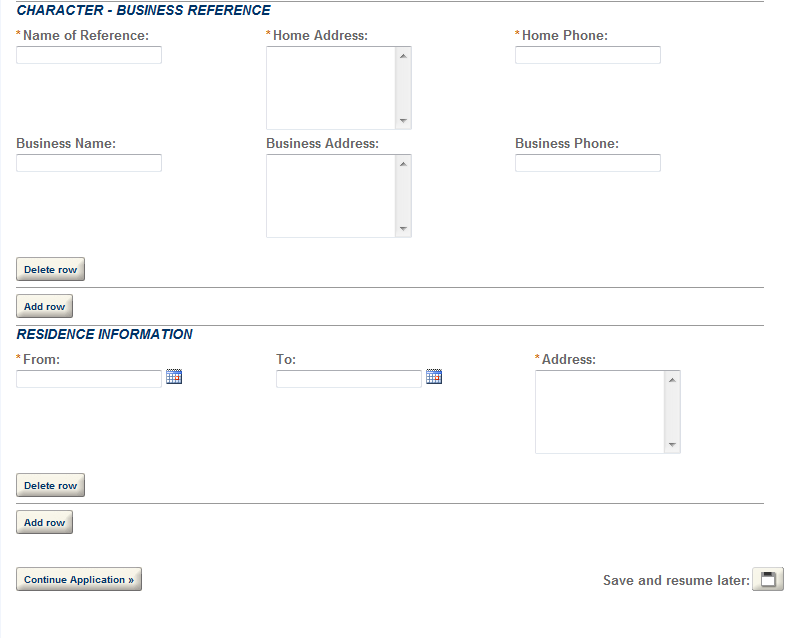 CHARACTER - BUSINESS REFERENCE
*Name of Reference: *Home Address: *Home Phone:
Business Name: Business Address: Business Phone:
Delete row
Add row
RESIDENCE INFORMATION
*From: To: *Address:
Delete row
Add row
Continue Application » Save and resume later: